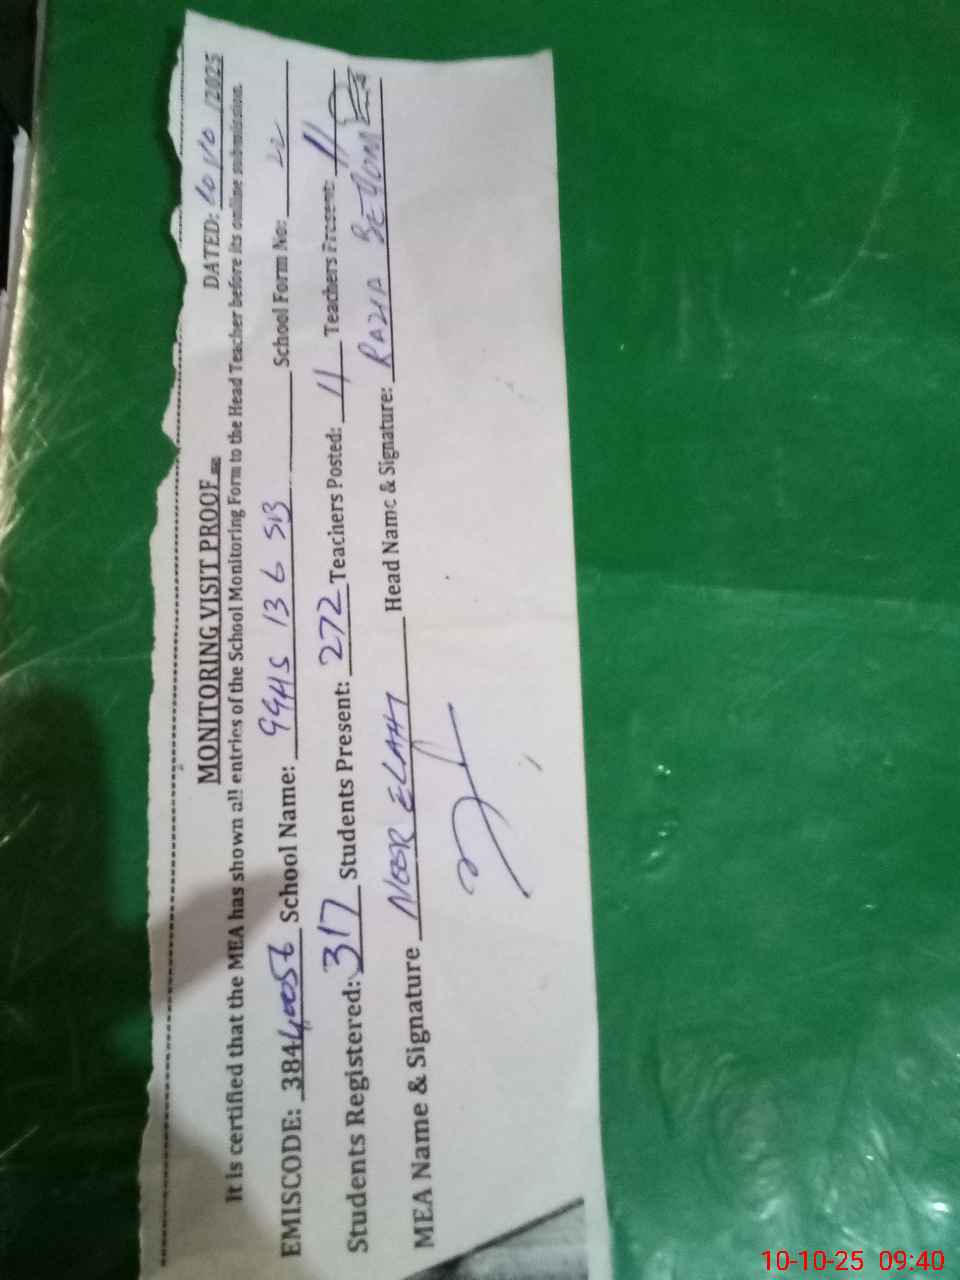 MONITORING VISIT PROOF
DATED: 10/10/2025
It is certified that the MEA has shown all entries of the School Monitoring Form to the Head Teacher before its online submission.
EMISCODE: 38440056 School Name: GGHS 136 SB School Form No: 22
Students Registered: 317 Students Present: 272 Teachers Posted: 11 Teachers Present: 11
MEA Name & Signature NOOR ELAHI Head Name & Signature: RAZIA BEGUM
10-10-25 09:40